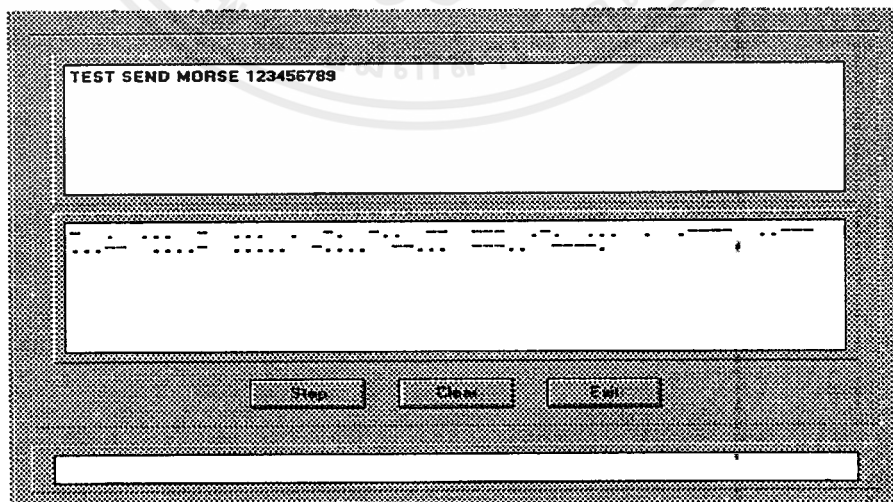 TEST SEND MORSE 123456789
- . ... - ... . -. -.. -- --- .-. ... . .---- ..---
...-- ....- ..... -.... --... ---.. ----.
Stop Clear Exit